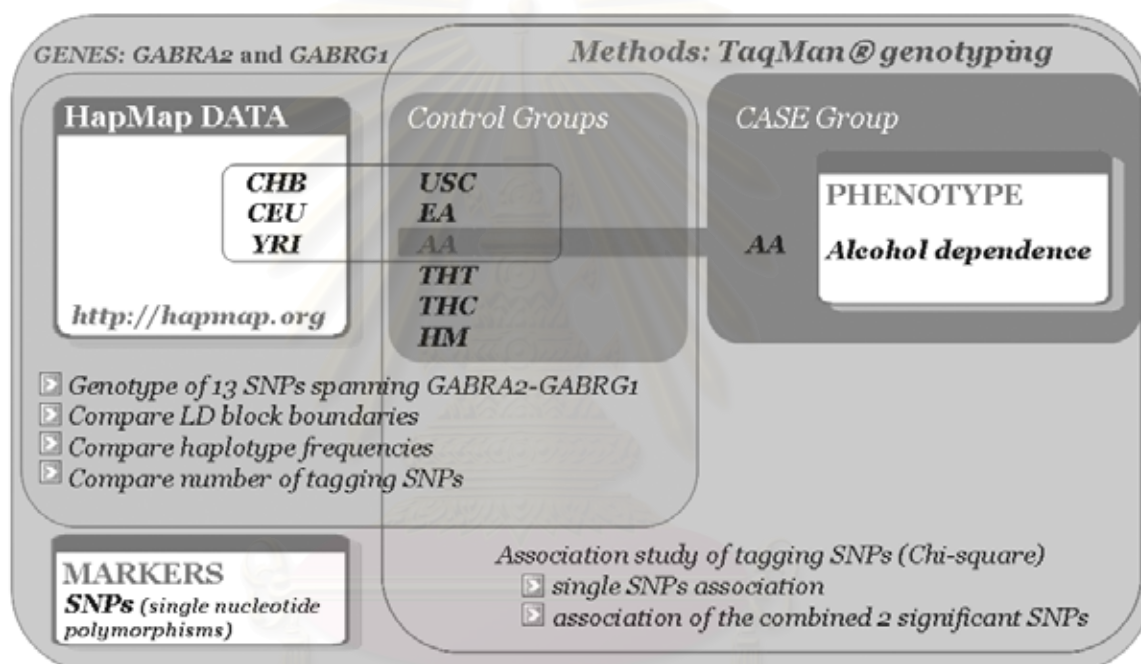 GENES: GABRA2 and GABRG1
Methods: TaqMan® genotyping
HapMap DATA
CHB
CEU
YRI
http://hapmap.org
Control Groups
USC
EA
AA
THT
THC
HM
CASE Group
AA
PHENOTYPE
Alcohol dependence
Genotype of 13 SNPs spanning GABRA2-GABRG1
Compare LD block boundaries
Compare haplotype frequencies
Compare number of tagging SNPs
MARKERS
SNPs (single nucleotide
polymorphisms)
Association study of tagging SNPs (Chi-square)
single SNPs association
association of the combined 2 significant SNPs